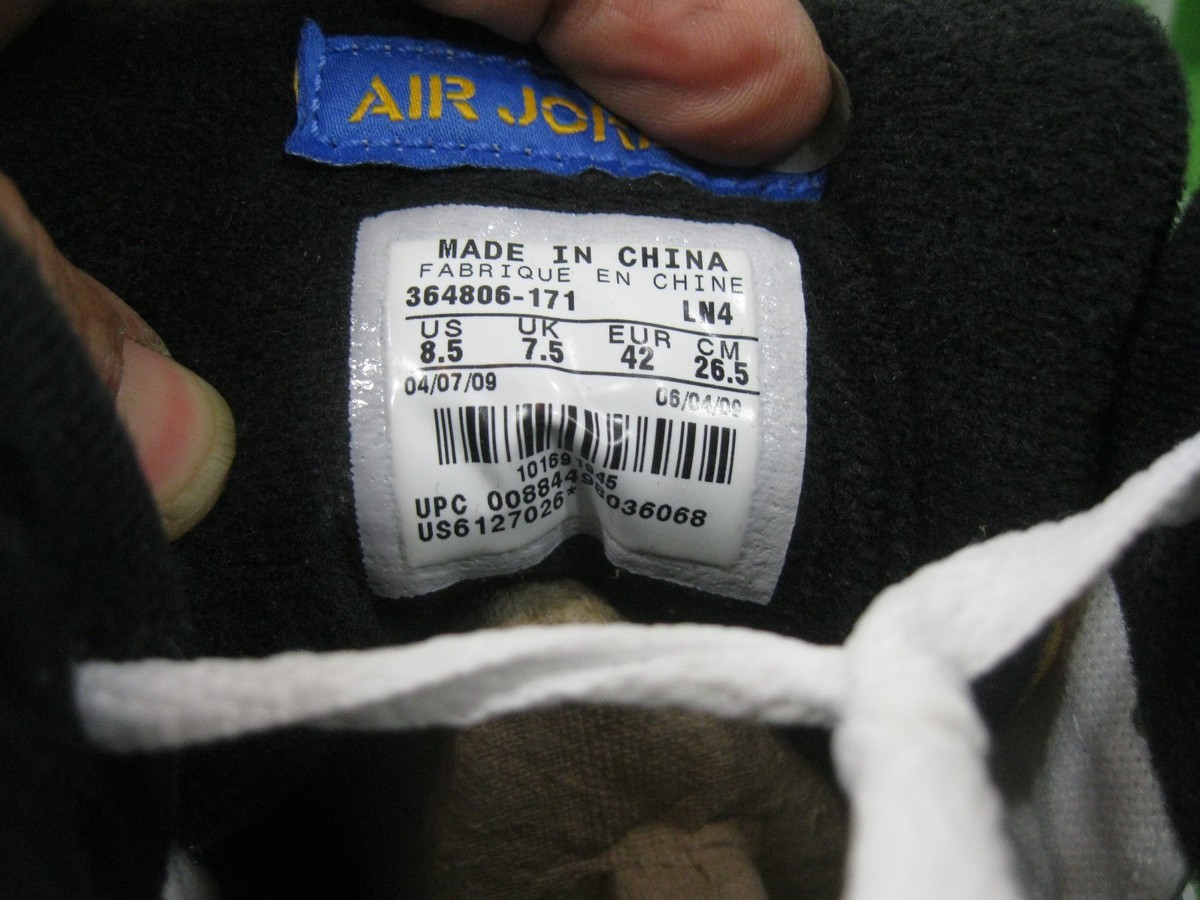 AIR JOR
MADE IN CHINA
FABRIQUE EN CHINE
364806-171 LN4
US UK EUR CM
8.5 7.5 42 26.5
04/07/09 06/04/09
UPC 00884498036068
US6127026*